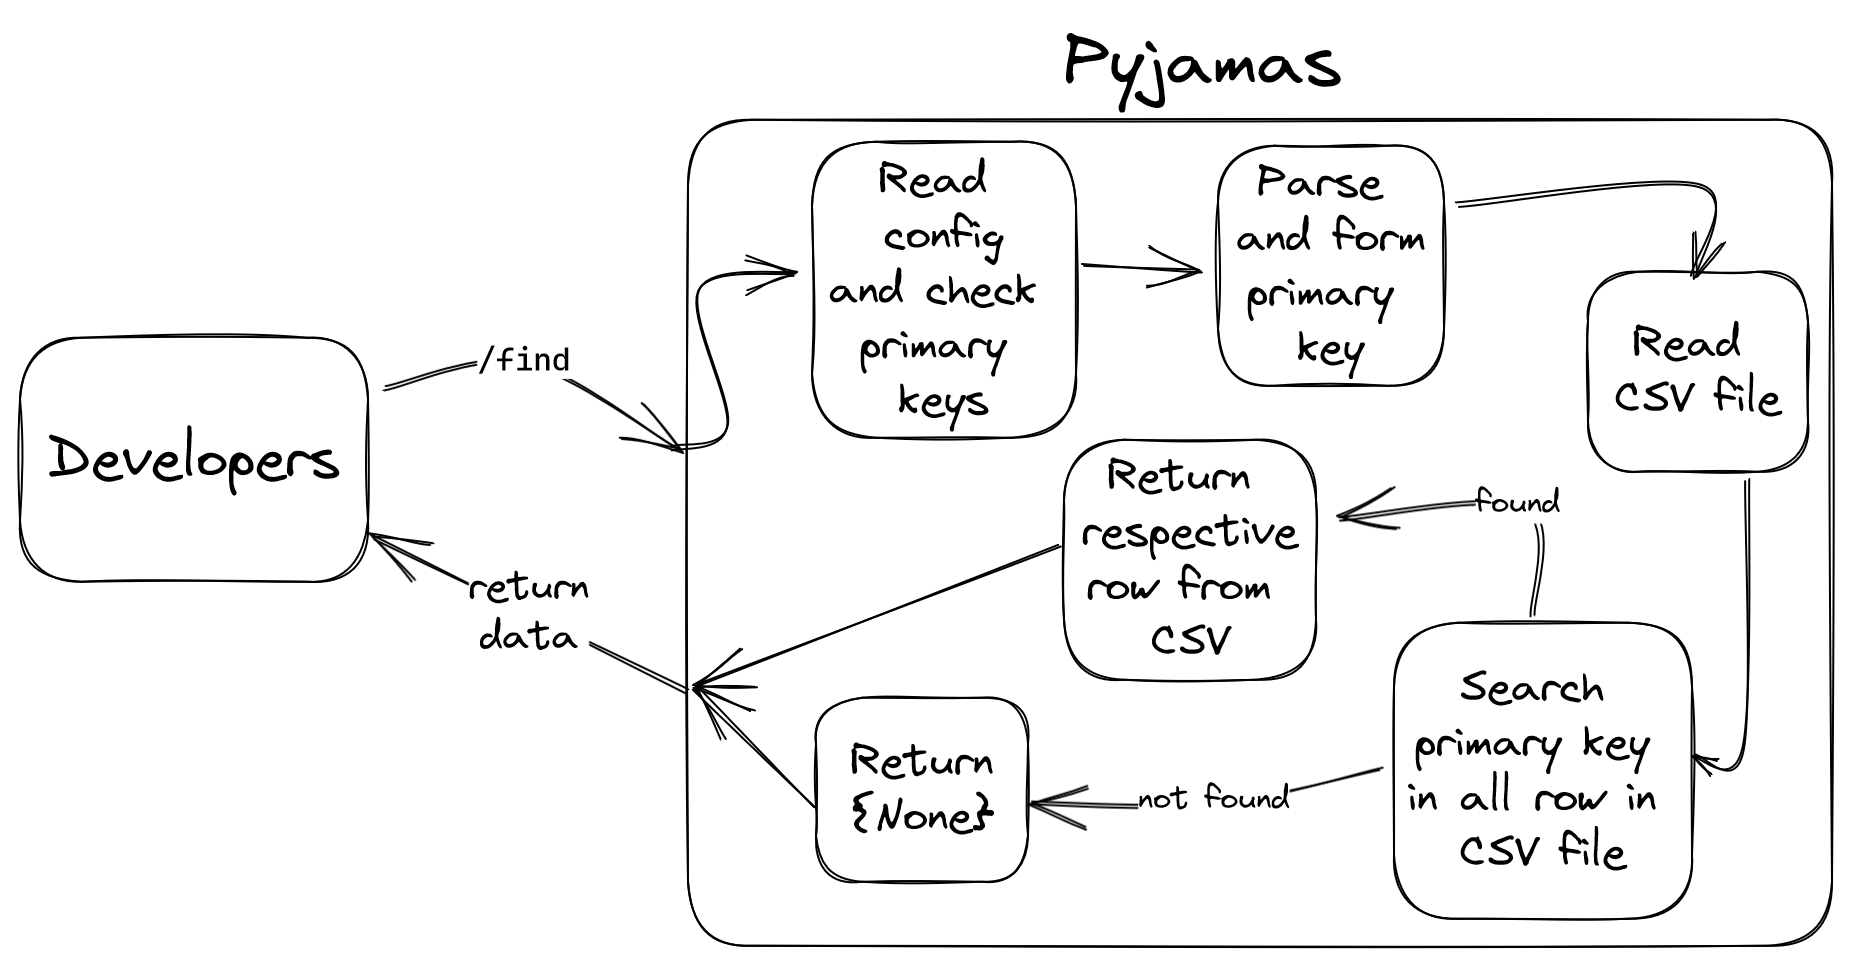 Pyjamas
Developers
/find
Read
config
and check
primary
keys
Parse
and form
primary
key
Read
CSV file
Search
primary key
in all row in
CSV file
found
Return
respective
row from
CSV
not found
Return
{None}
return
data